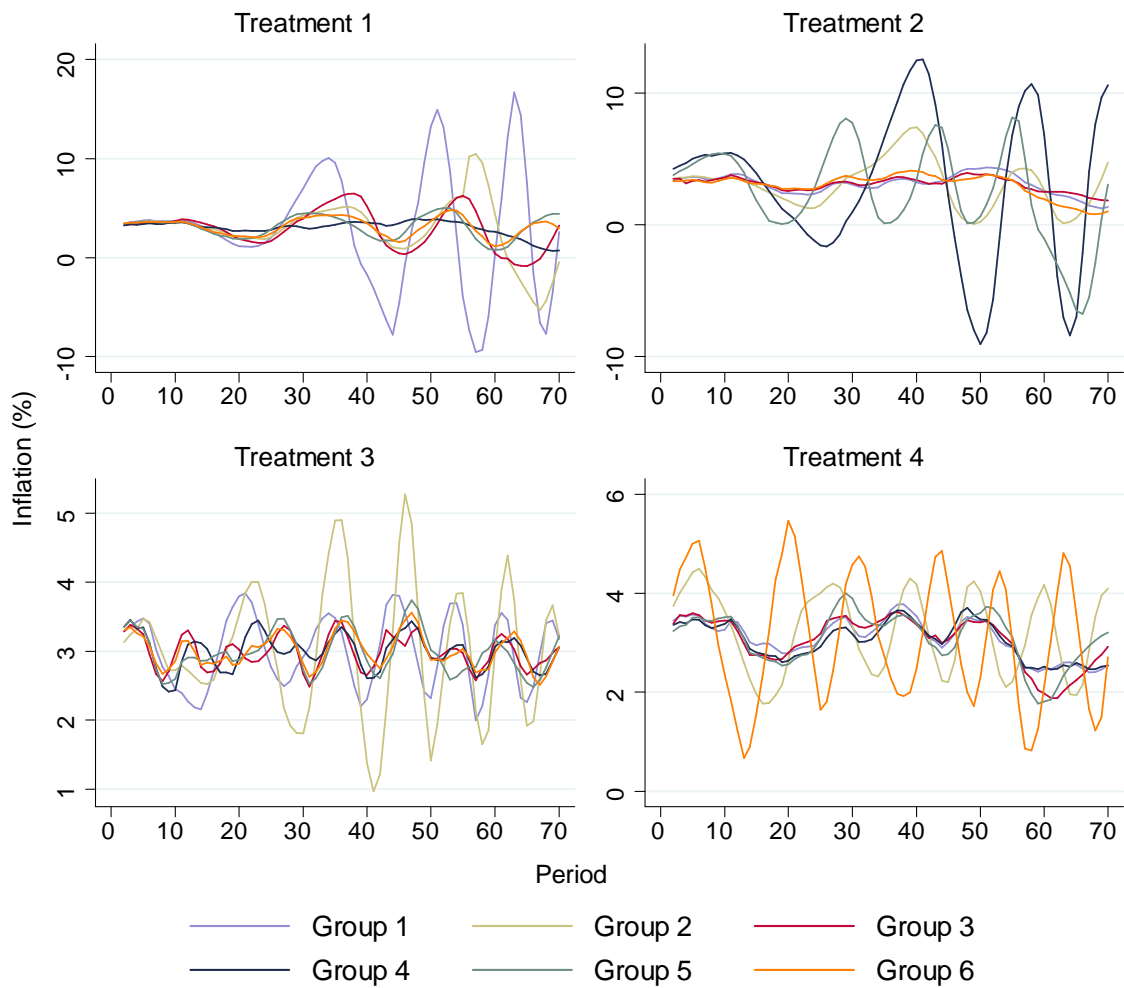 Treatment 1
20
10
0
-10
0 10 20 30 40 50 60 70
Treatment 2
10
0
-10
0 10 20 30 40 50 60 70
Inflation (%)
Treatment 3
5
4
3
2
1
0 10 20 30 40 50 60 70
Treatment 4
6
4
2
0
0 10 20 30 40 50 60 70
Period
Group 1 Group 2 Group 3
Group 4 Group 5 Group 6